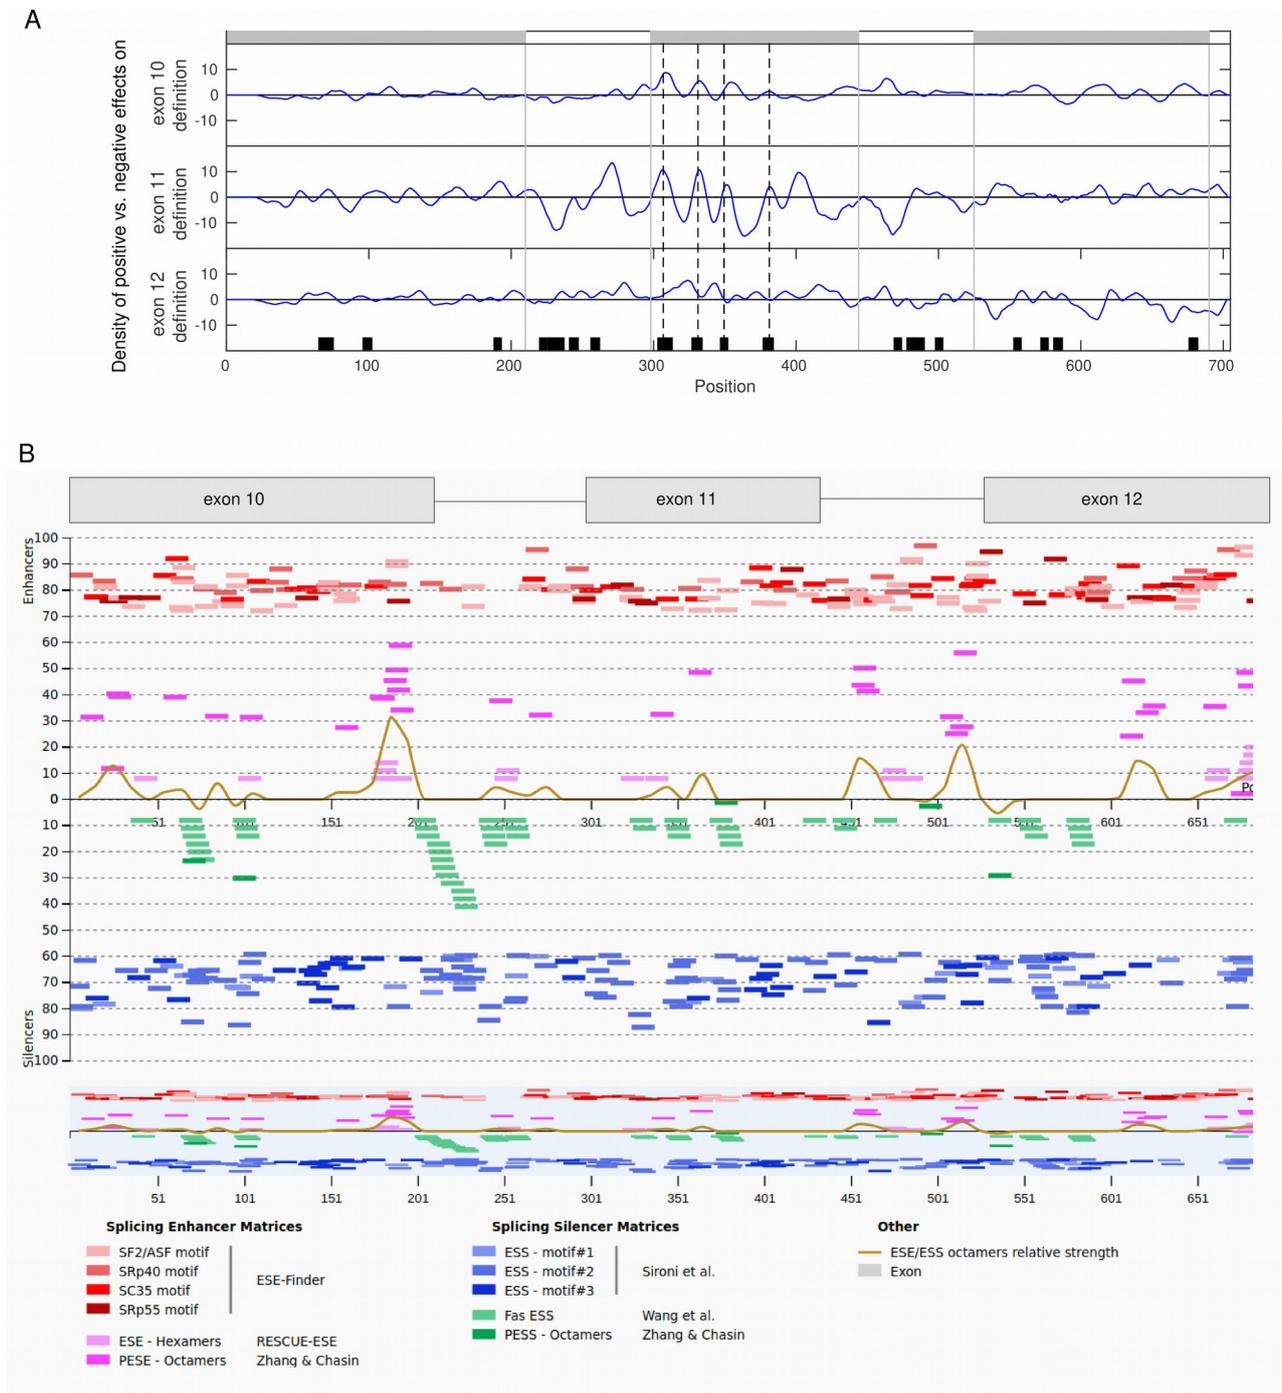 A
Density of positive vs. negative effects on
exon 10
definition
10
0
-10
exon 11
definition
10
0
-10
exon 12
definition
10
0
-10
0 100 200 300 400 500 600 700
Position
B
exon 10 exon 11 exon 12
Enhancers
100
90
80
70
60
50
40
30
20
10
0
Po
51 151 301 401 501 601 651
10
20
30
40
50
60
70
80
90
100
Silencers
51 101 151 201 251 301 351 401 451 501 551 601 651
Splicing Enhancer Matrices Splicing Silencer Matrices Other
SF2/ASF motif ESS - motif#1 ESE/ESS octamers relative strength
SRp40 motif ESE-Finder ESS - motif#2 Sironi et al. Exon
SC35 motif ESS - motif#3
SRp55 motif Fas ESS Wang et al.
ESE - Hexamers RESCUE-ESE PESS - Octamers Zhang & Chasin
PESE - Octamers Zhang & Chasin